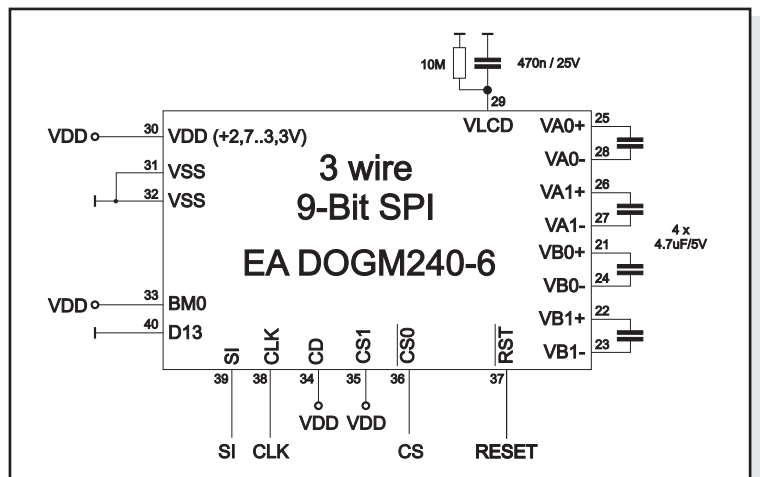 10M
470n / 25V
29
VLCD
VDD
30
VDD (+2,7..3,3V)
31
VSS
32
VSS
33
VDD
BM0
40
D13
3 wire
9-Bit SPI
EA DOGM240-6
VA0+
25
VA0-
28
VA1+
26
VA1-
27
VB0+
21
VB0-
24
VB1+
22
VB1-
23
4 x
4.7uF/5V
SI
CLK
CD
CS1
CS0
RST
39
38
34
35
36
37
VDD
VDD
SI
CLK
CS
RESET